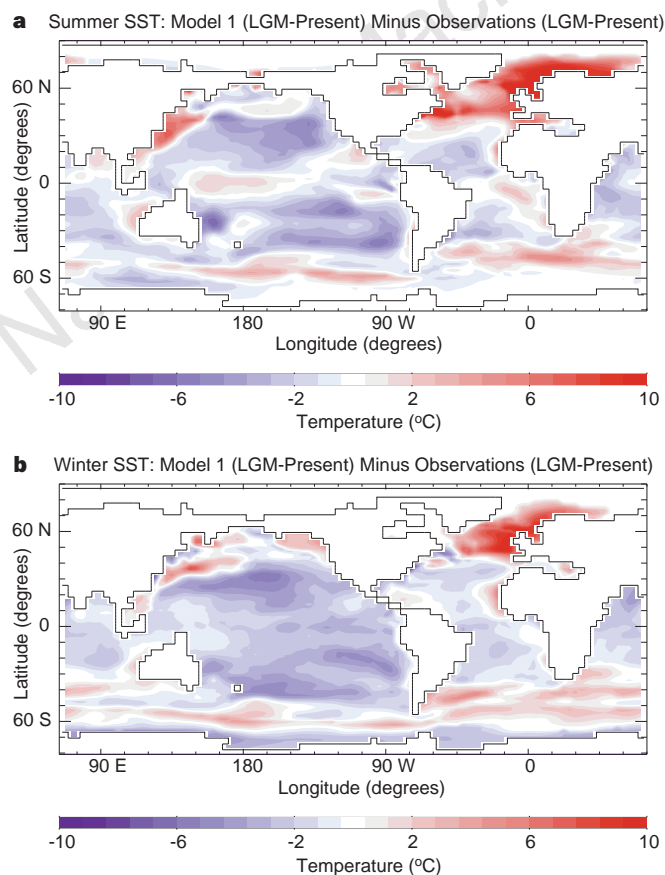 a Summer SST: Model 1 (LGM-Present) Minus Observations (LGM-Present)
60 N
0
60 S
Latitude (degrees)
90 E 180 90 W 0
Longitude (degrees)
-10 -6 -2 2 6 10
Temperature (oC)
b Winter SST: Model 1 (LGM-Present) Minus Observations (LGM-Present)
60 N
0
60 S
Latitude (degrees)
90 E 180 90 W 0
Longitude (degrees)
-10 -6 -2 2 6 10
Temperature (oC)